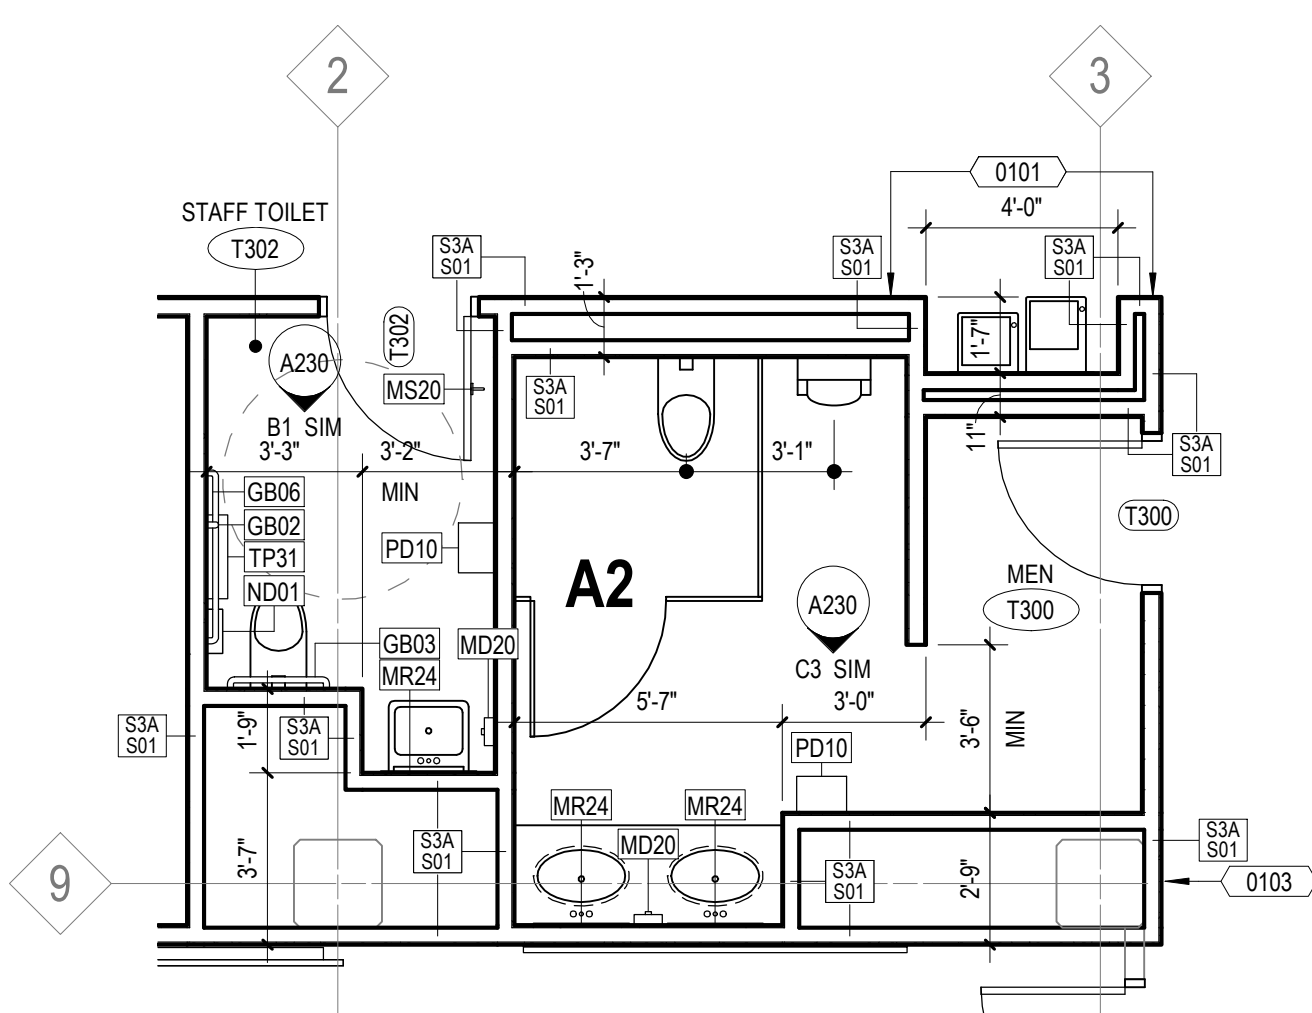 2
3
0101
4'-0"
STAFF TOILET
T302
S3A
S01
1'-3"
S3A
S01
S3A
S01
T302
A230
B1 SIM
MS20
S3A
S01
1'-7"
11"
S3A
S01
3'-3"
3'-2"
MIN
3'-7"
3'-1"
GB06
GB02
TP31
ND01
PD10
A2
T300
MEN
T300
A230
C3 SIM
GB03
MR24
MD20
5'-7"
3'-0"
3'-6"
MIN
S3A
S01
1'-9"
S3A
S01
PD10
MR24
MR24
MD20
S3A
S01
3'-7"
S3A
S01
2'-9"
S3A
S01
9
0103